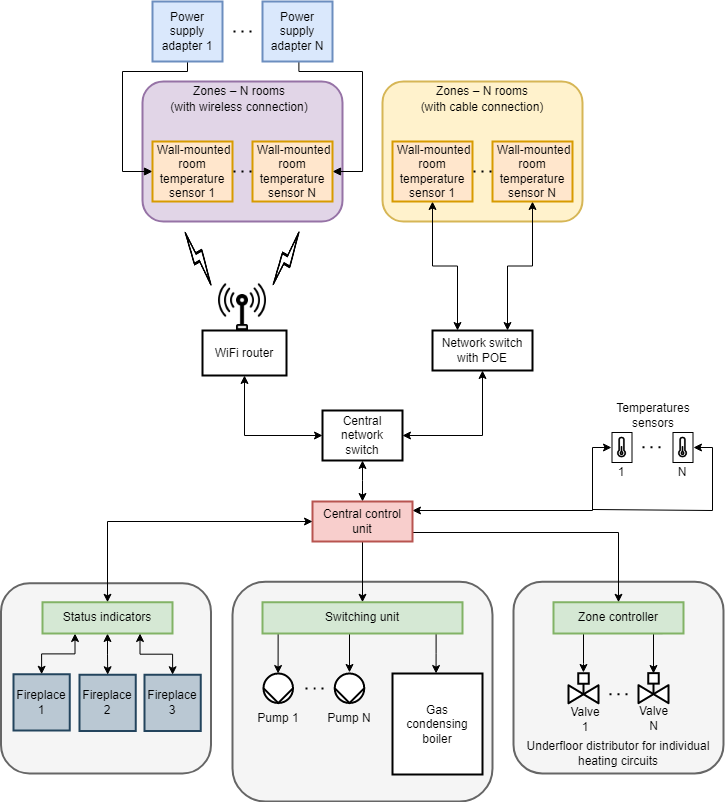 Power
supply
adapter 1
Power
supply
adapter N
Zones – N rooms
(with wireless connection)
Wall-mounted
room
temperature
sensor 1
Wall-mounted
room
temperature
sensor N
Zones – N rooms
(with cable connection)
Wall-mounted
room
temperature
sensor 1
Wall-mounted
room
temperature
sensor N
WiFi router
Network switch
with POE
Central
network
switch
Temperatures
sensors
1
N
Central control
unit
Status indicators
Fireplace
1
Fireplace
2
Fireplace
3
Switching unit
Pump 1
Pump N
Gas
condensing
boiler
Zone controller
Valve
1
Valve
N
Underfloor distributor for individual
heating circuits